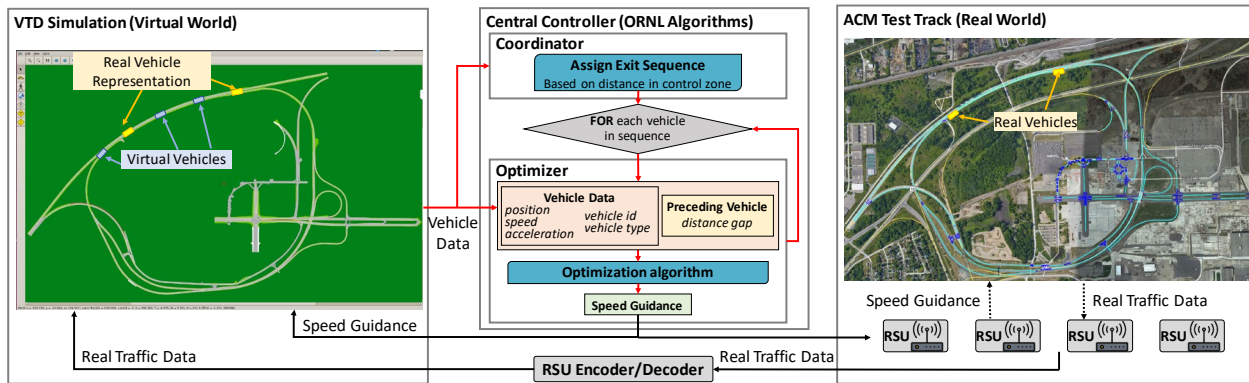 VTD Simulation (Virtual World)
Real Vehicle
Representation
Virtual Vehicles
Vehicle
Data
Central Controller (ORNL Algorithms)
Coordinator
Assign Exit Sequence
Based on distance in control zone
FOR each vehicle
in sequence
Optimizer
Vehicle Data
position
speed
acceleration
vehicle id
vehicle type
Preceding Vehicle
distance gap
Optimization algorithm
Speed Guidance
ACM Test Track (Real World)
Real Vehicles
Speed Guidance
Real Traffic Data
RSU
RSU
RSU
RSU
Speed Guidance
Real Traffic Data
RSU Encoder/Decoder
Real Traffic Data